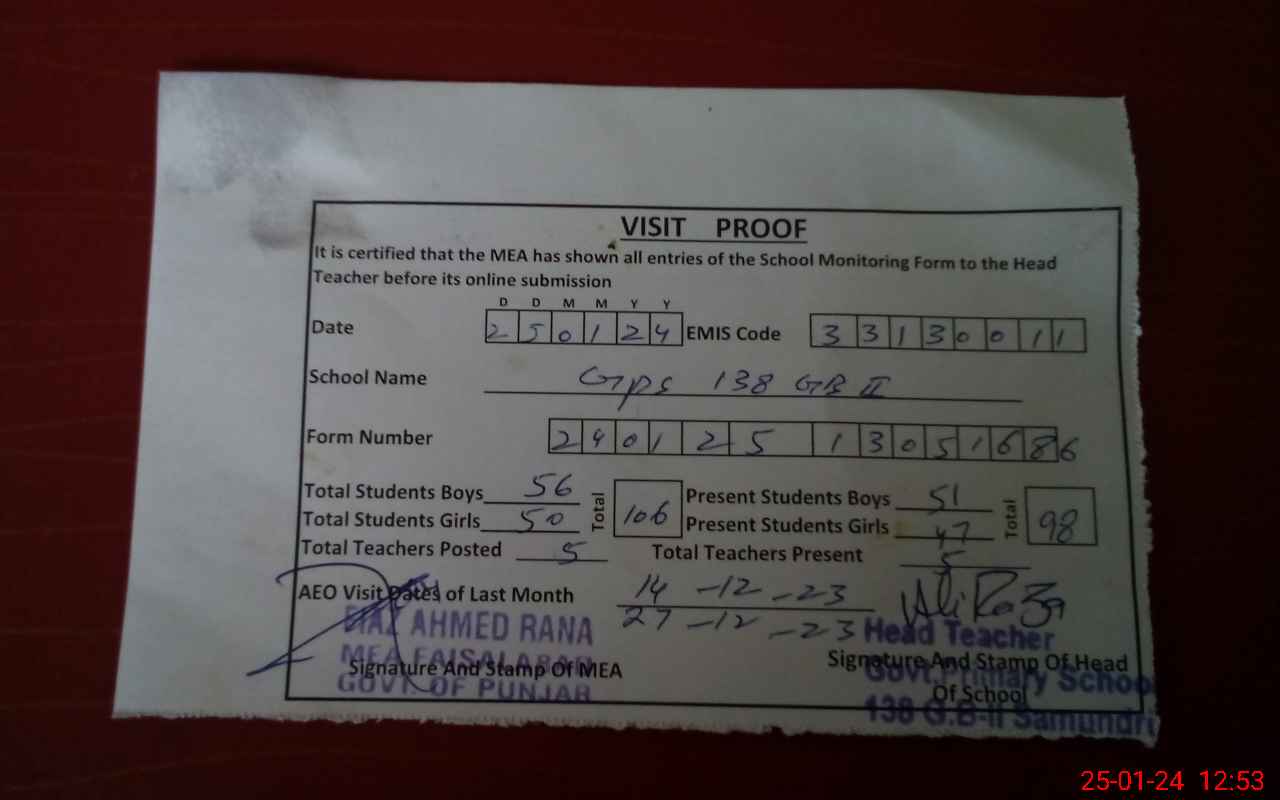 VISIT PROOF
It is certified that the MEA has shown all entries of the School Monitoring Form to the Head
Teacher before its online submission
D D M M Y Y
Date 2 5 0 1 2 4 EMIS Code 3 3 1 3 0 0 1 1
School Name GPS 138 GB II
Form Number 2 4 0 1 2 5 1 3 0 5 1 6 8 6
Total Students Boys 56 Total 106 Present Students Boys 51 Total 98
Total Students Girls 50 Present Students Girls 47
Total Teachers Posted 5 Total Teachers Present 5
AEO Visit Dates of Last Month 14-12-23 Ali Raza
27-12-23
AHMED RANA Head Teacher
MEA FAISALABAD
Signature And Stamp Of MEA Signature And Stamp Of Head
Of School
GOVT OF PUNJAB Govt. Primary School
138 G.B-II Samundri
25-01-24 12:53